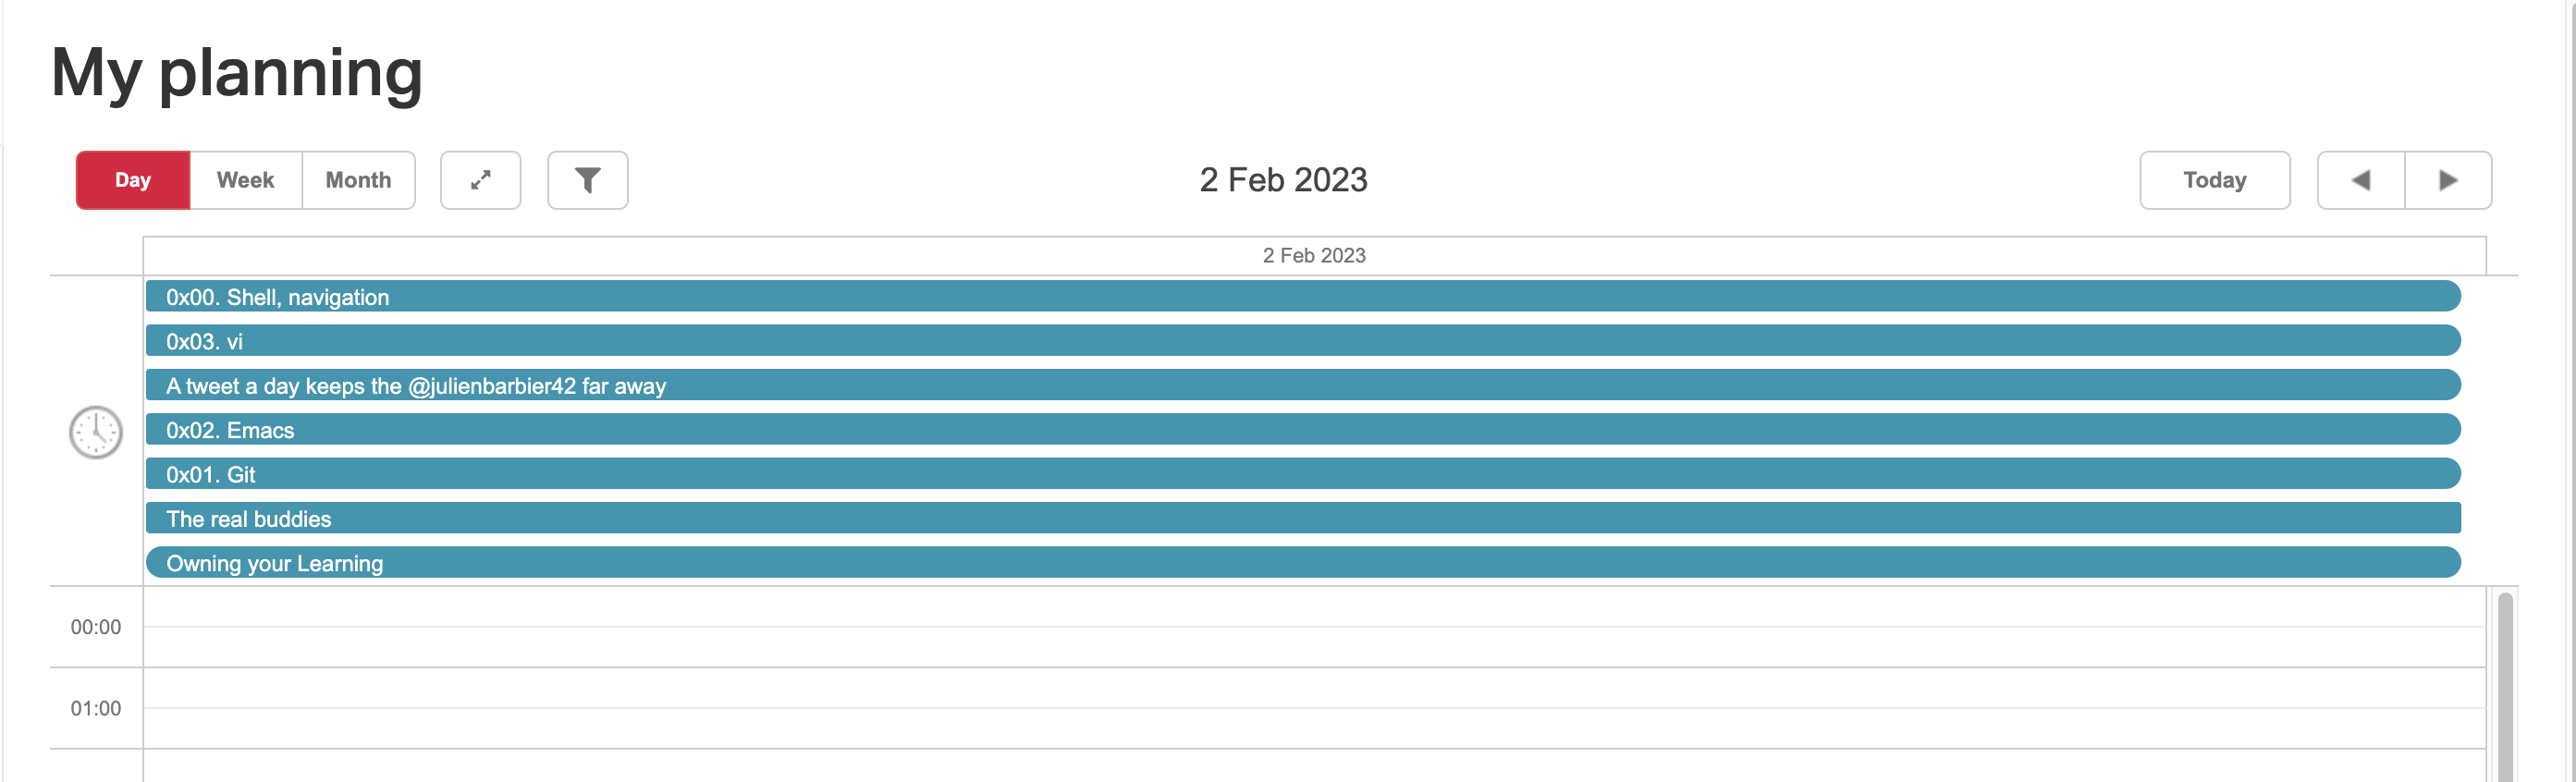 My planning
Day Week Month
2 Feb 2023
Today
2 Feb 2023
0x00. Shell, navigation
0x03. vi
A tweet a day keeps the @julienbarbier42 far away
0x02. Emacs
0x01. Git
The real buddies
Owning your Learning
00:00
01:00